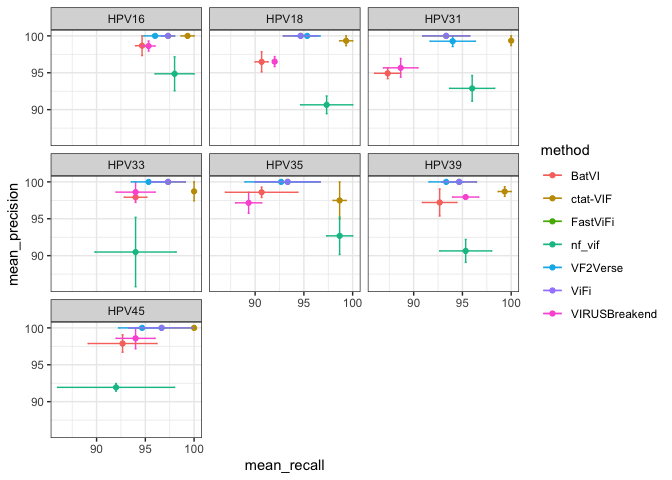 HPV16 HPV18 HPV31
100
95
90
HPV33 HPV35 HPV39
100
95
90
90 95 100 90 95 100
HPV45
100
95
90
90 95 100
mean_recall
mean_precision
method
BatVI
ctat-VIF
FastViFi
nf_vif
VF2Verse
ViFi
VIRUSBreakend